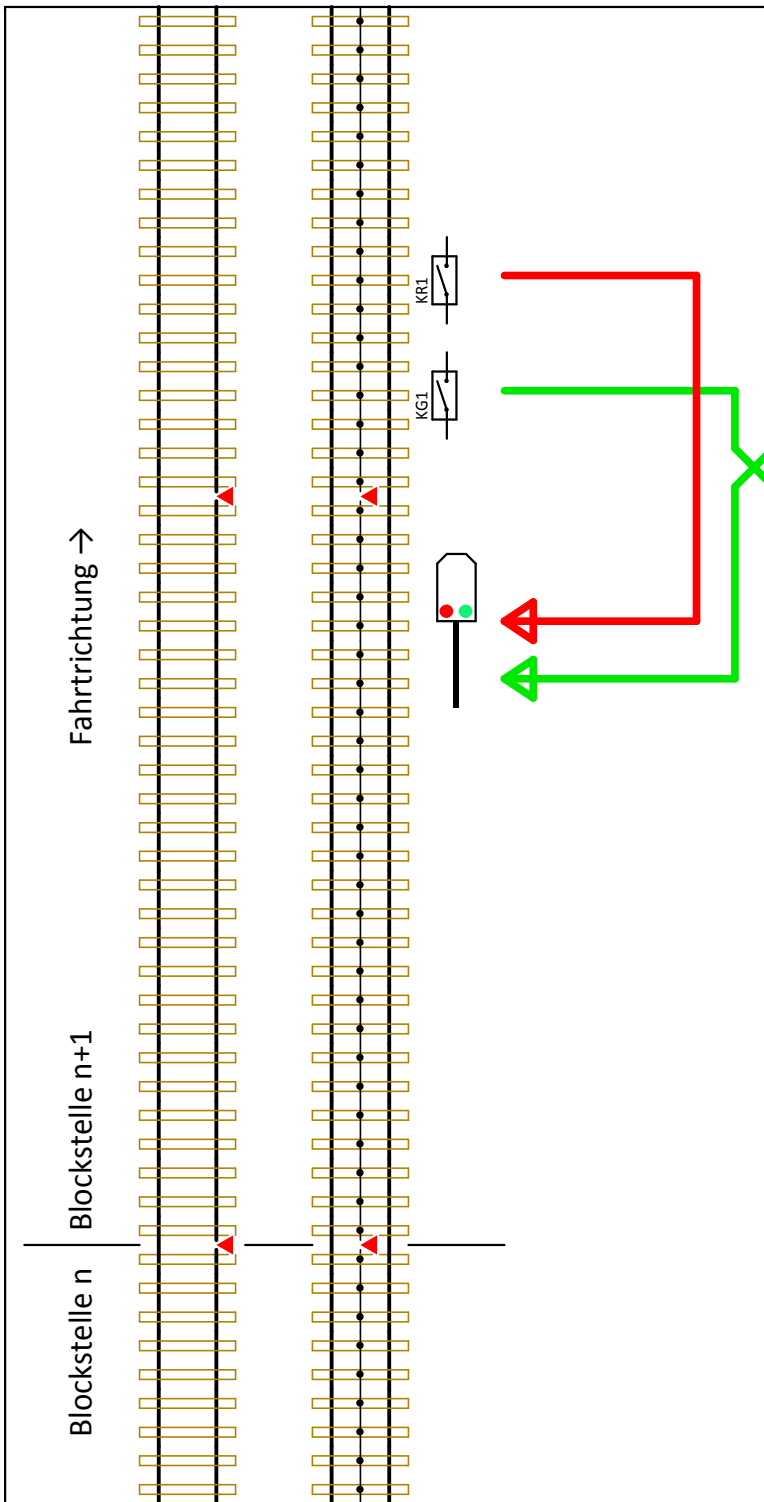 KR1
KG1
Fahrtrichtung →
Blockstelle n+1
Blockstelle n